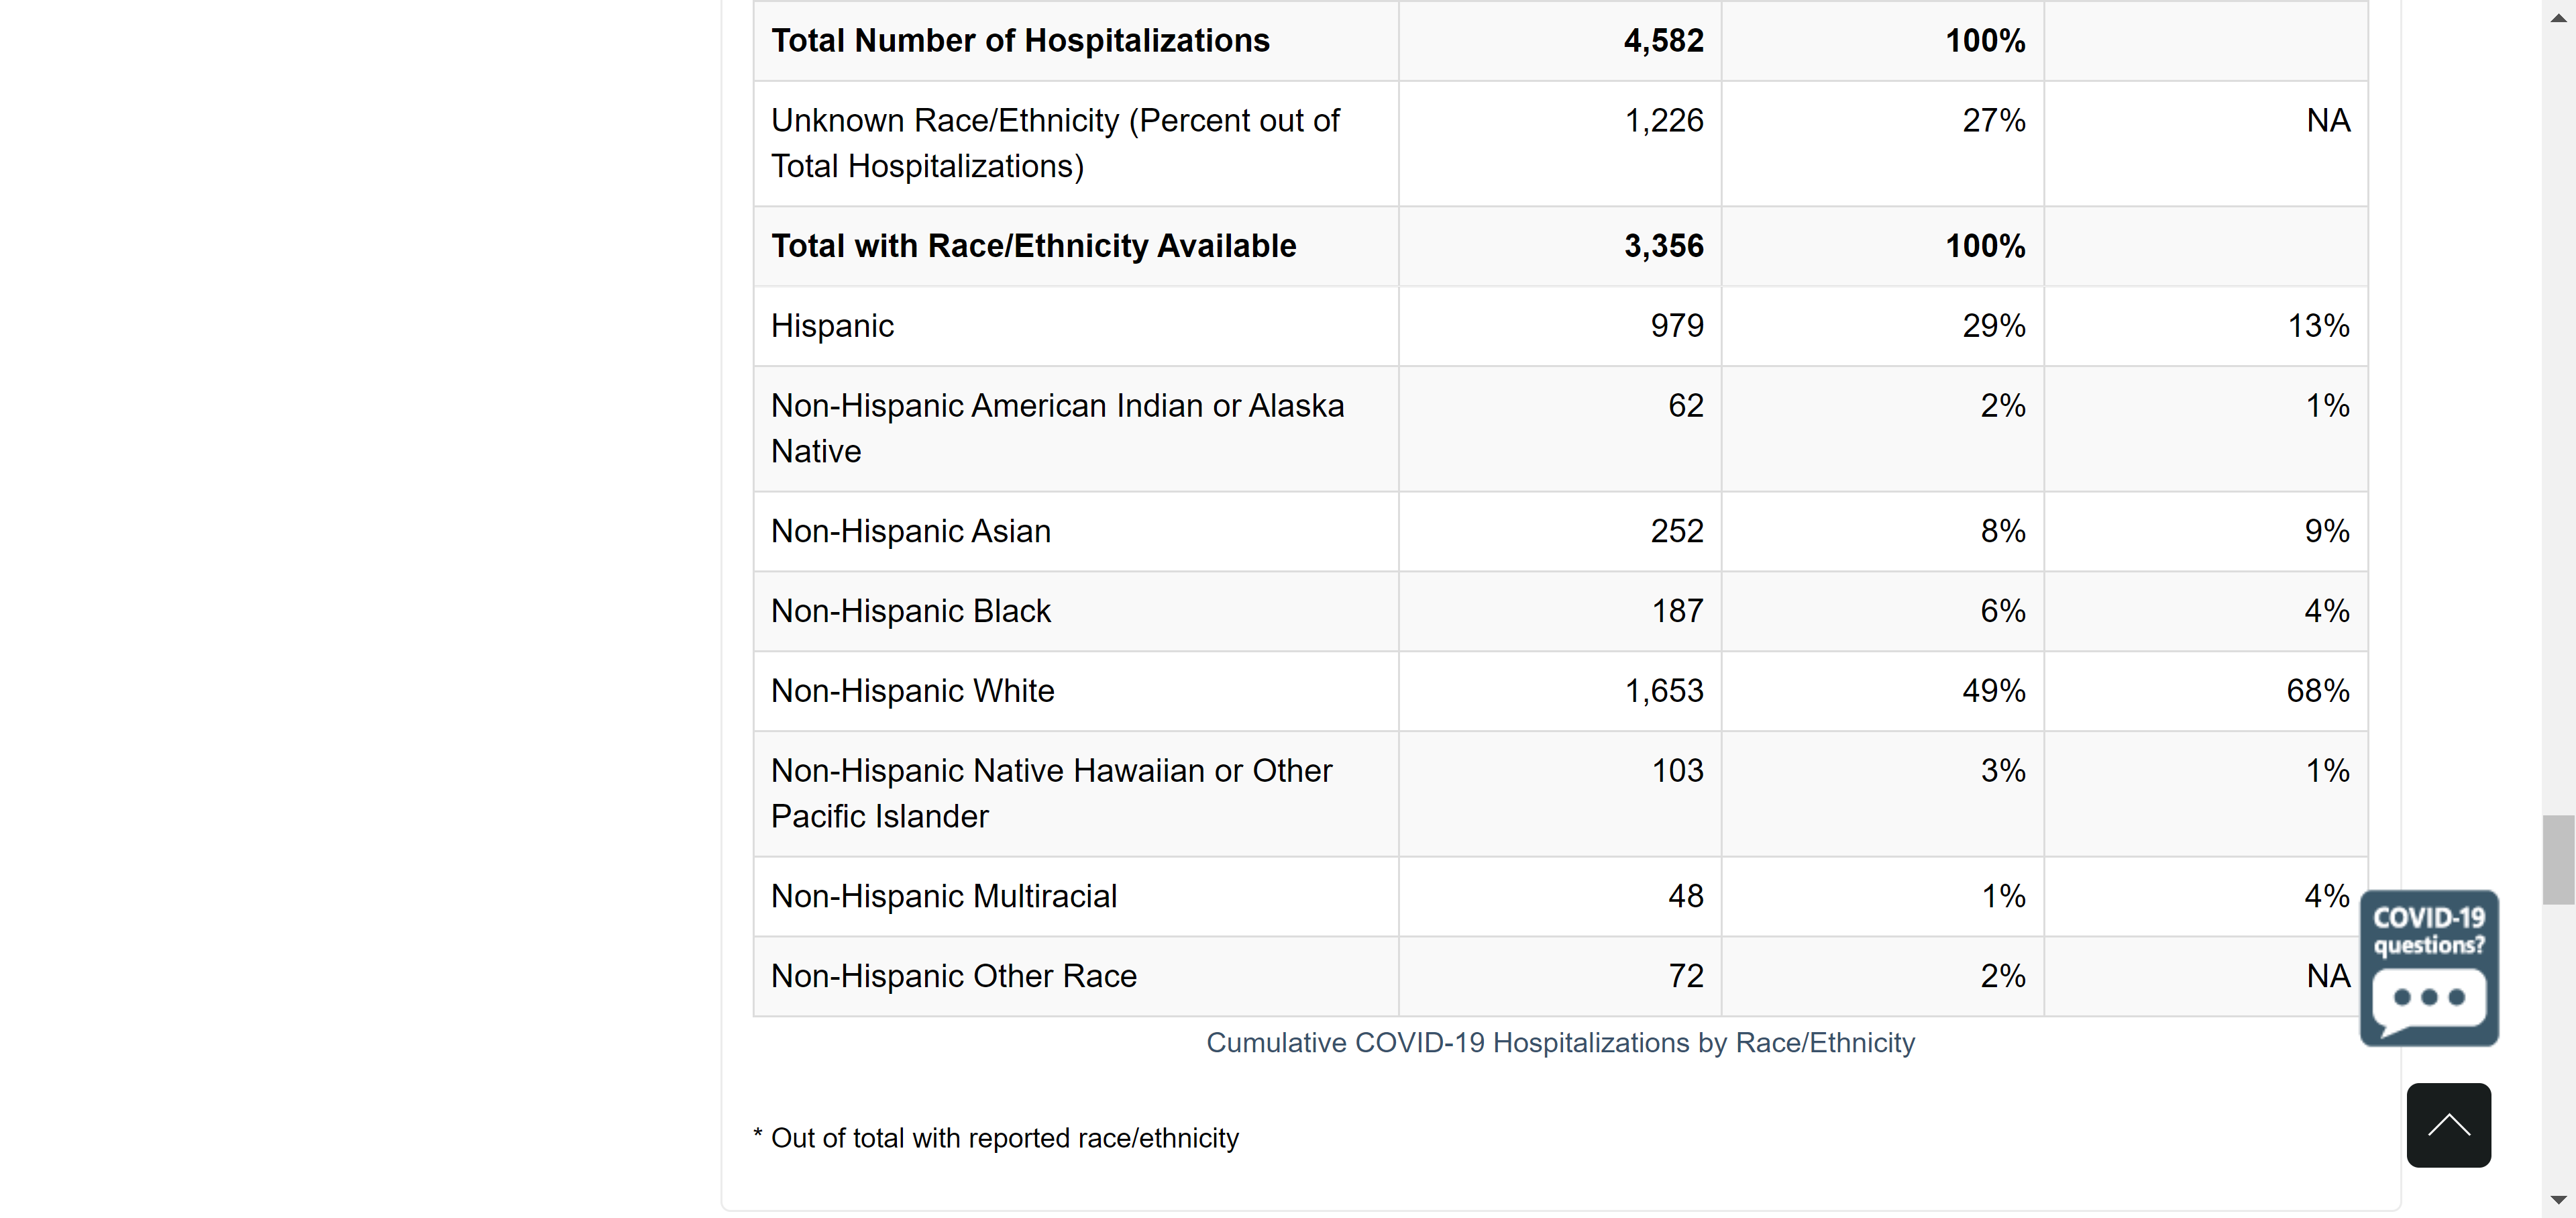 Total Number of Hospitalizations 4,582 100%
Unknown Race/Ethnicity (Percent out of 1,226 27% NA
Total Hospitalizations)
Total with Race/Ethnicity Available 3,356 100%
Hispanic 979 29% 13%
Non-Hispanic American Indian or Alaska 62 2% 1%
Native
Non-Hispanic Asian 252 8% 9%
Non-Hispanic Black 187 6% 4%
Non-Hispanic White 1,653 49% 68%
Non-Hispanic Native Hawaiian or Other 103 3% 1%
Pacific Islander
Non-Hispanic Multiracial 48 1% 4%
Non-Hispanic Other Race 72 2% NA
COVID-19
questions?
Cumulative COVID-19 Hospitalizations by Race/Ethnicity
* Out of total with reported race/ethnicity